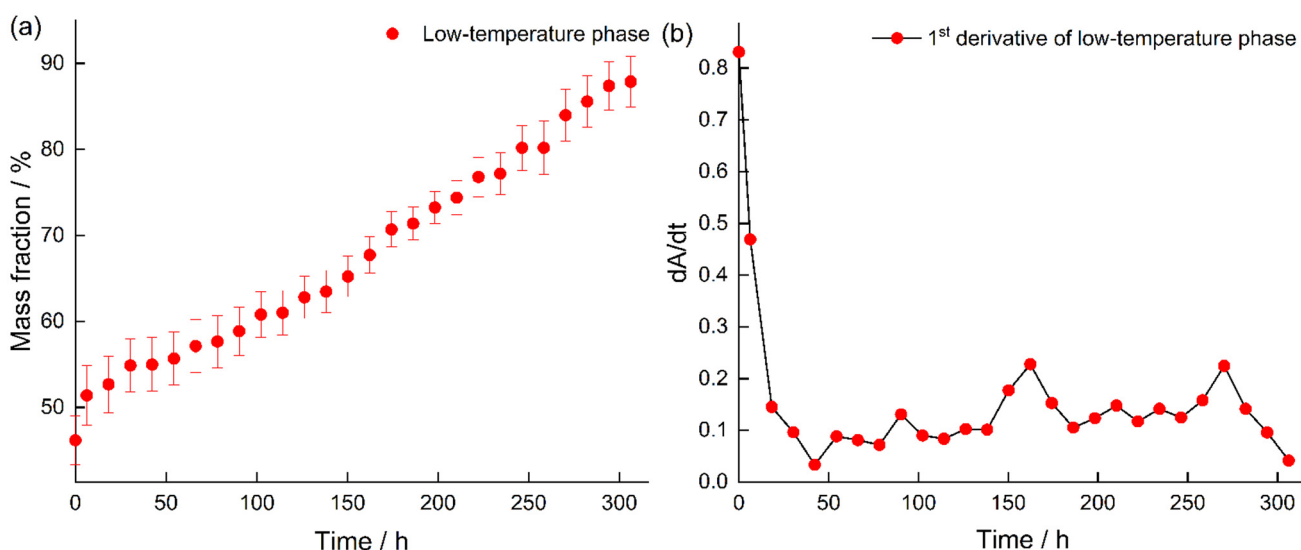 (a)
Low-temperature phase
Mass fraction / %
90
80
70
60
50
0 50 100 150 200 250 300
Time / h
(b)
1st derivative of low-temperature phase
dA/dt
0.8
0.7
0.6
0.5
0.4
0.3
0.2
0.1
0.0
0 50 100 150 200 250 300
Time / h